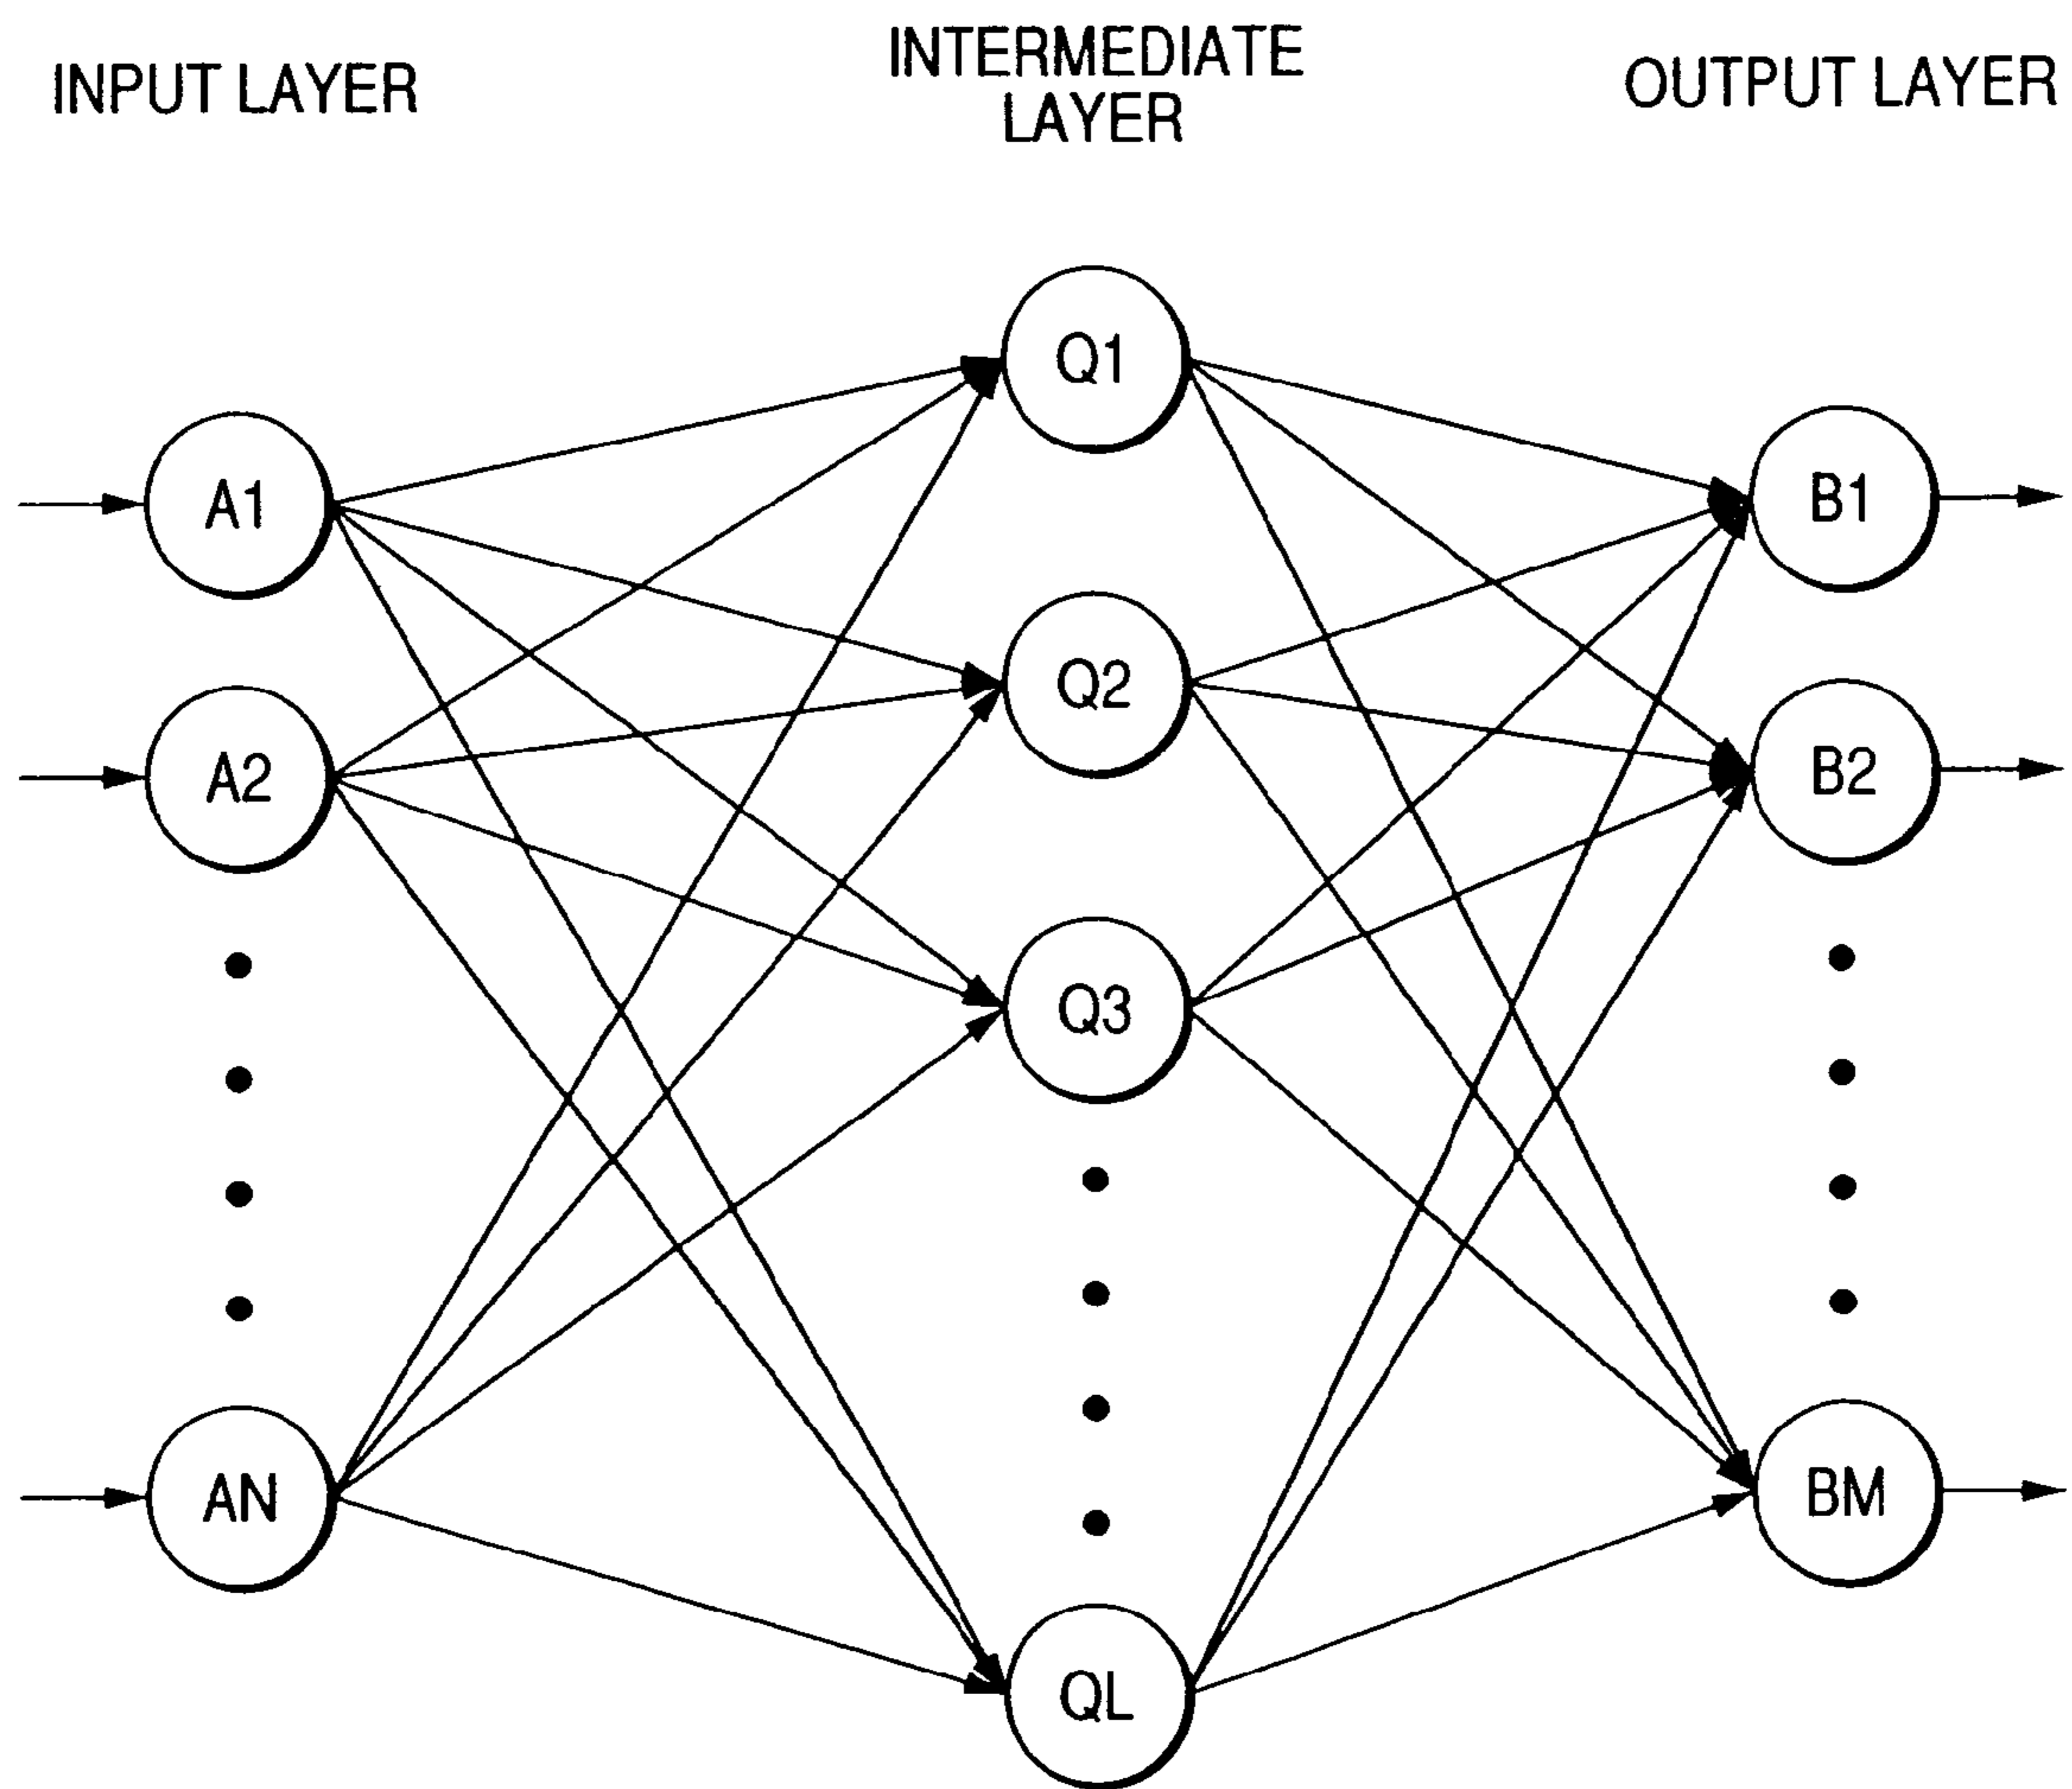 INPUT LAYER
INTERMEDIATE
LAYER
OUTPUT LAYER
A1
A2
AN
Q1
Q2
Q3
QL
B1
B2
BM